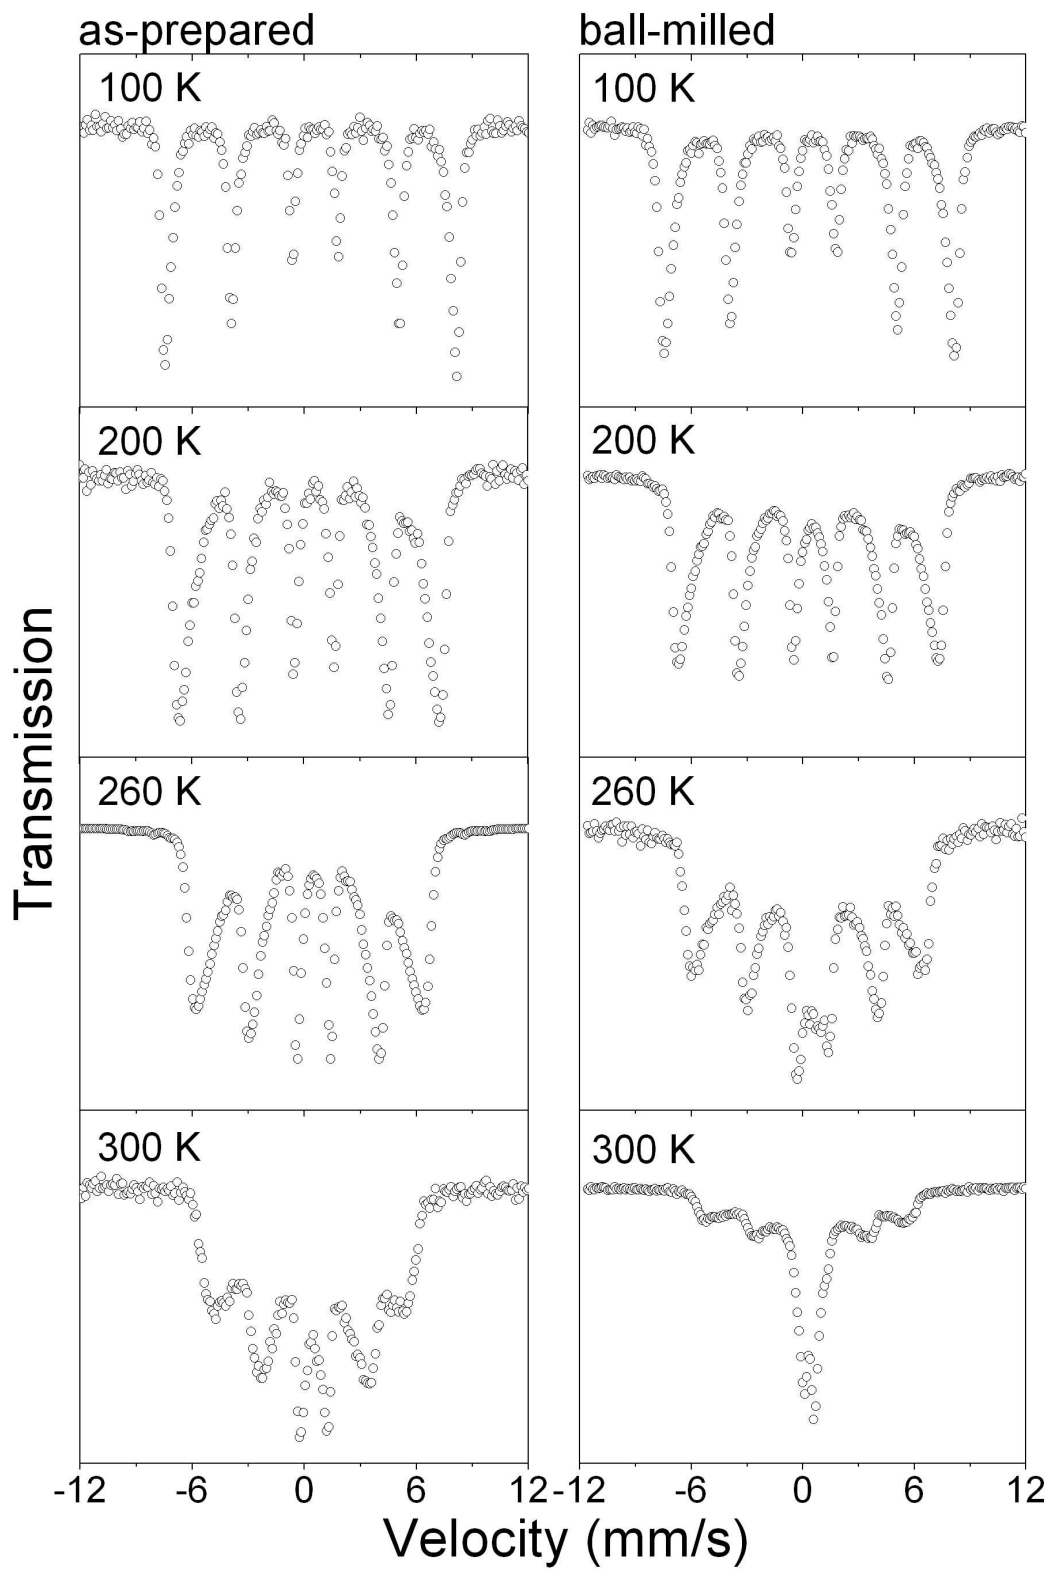 as-prepared ball-milled
100 K 100 K
200 K 200 K
260 K 260 K
300 K 300 K
Transmission
-12 -6 0 6 12 -12 -6 0 6 12
Velocity (mm/s)